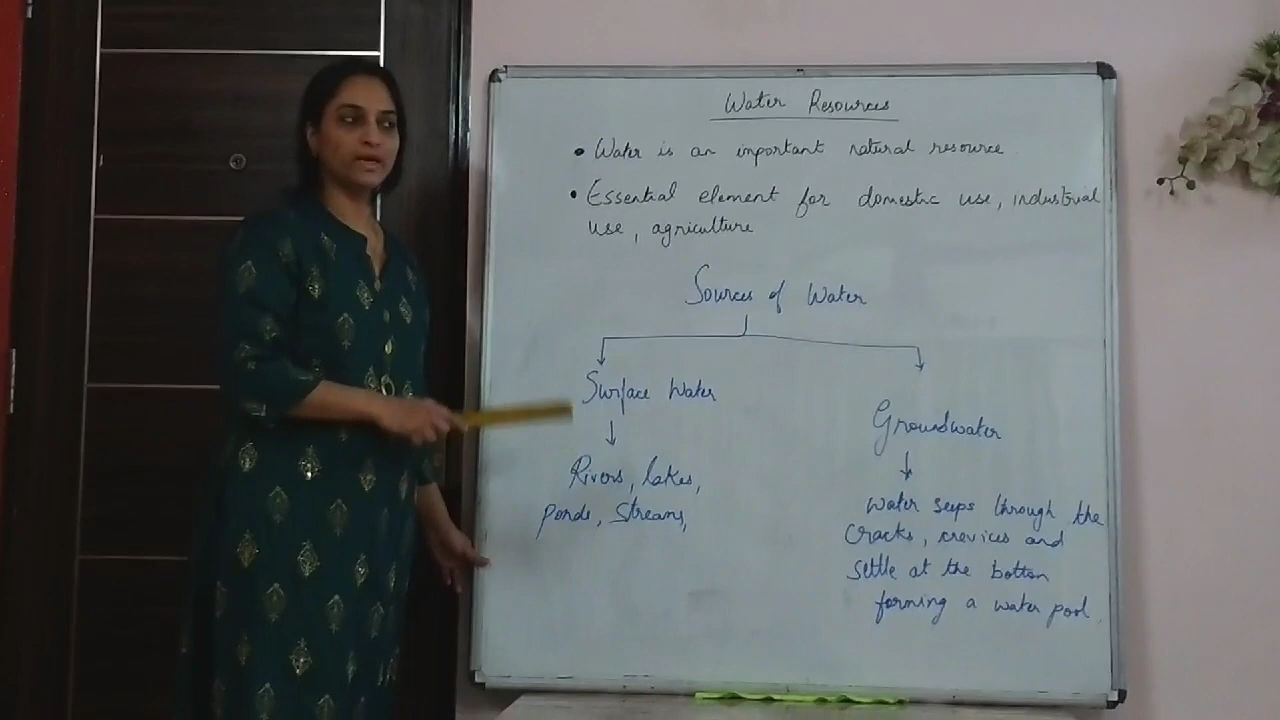 Water Resources
• Water is an important natural resource
• Essential element for domestic use, industrial
use, agriculture
Sources of Water
Surface Water
Groundwater
Rivers, lakes,
ponds, streams,
Water seeps through the
cracks, crevices and
settle at the bottom
forming a water pool.